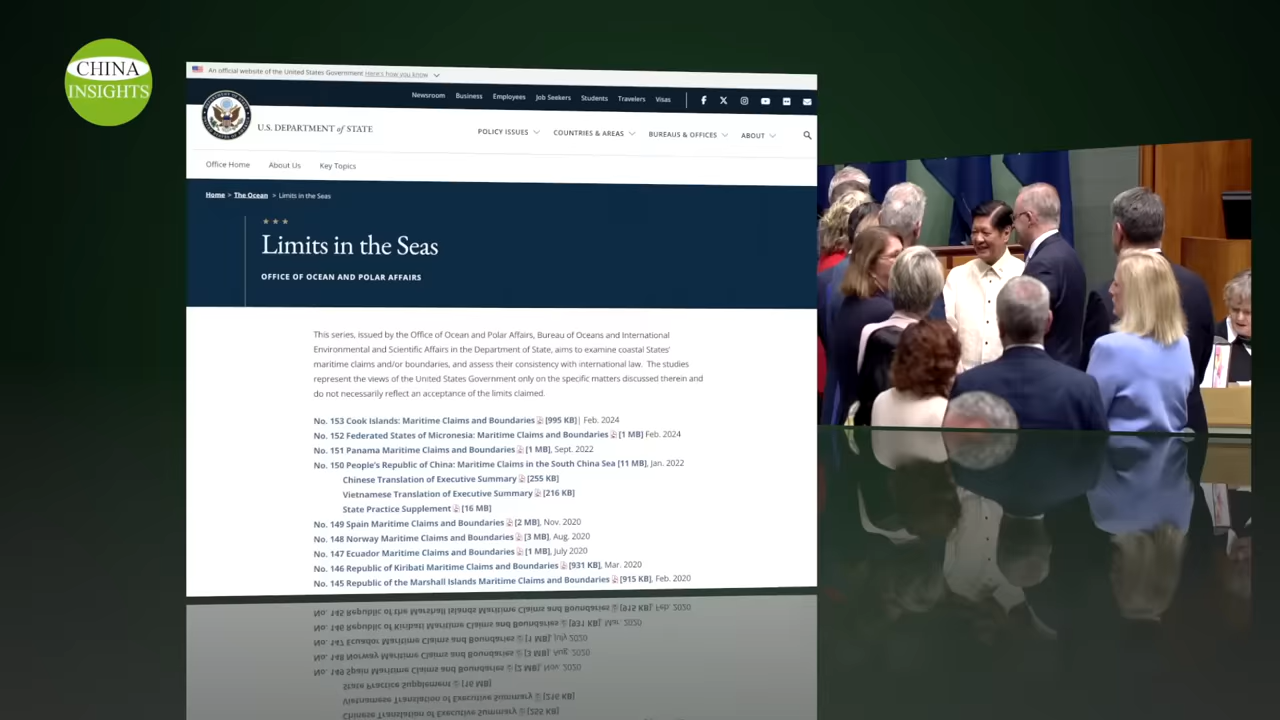 CHINA
INSIGHTS
An official website of the United States Government Here's how you know
Newsroom Business Employees Job Seekers Students Travelers Visas
U.S. DEPARTMENT of STATE
POLICY ISSUES COUNTRIES & AREAS BUREAUS & OFFICES ABOUT
Office Home About Us Key Topics
Home > The Ocean > Limits in the Seas
Limits in the Seas
OFFICE OF OCEAN AND POLAR AFFAIRS
This series, issued by the Office of Ocean and Polar Affairs, Bureau of Oceans and International
Environmental and Scientific Affairs in the Department of State, aims to examine coastal States'
maritime claims and/or boundaries, and assess their consistency with international law. The studies
represent the views of the United States Government only on the specific matters discussed therein and
do not necessarily reflect an acceptance of the limits claimed.
No. 153 Cook Islands: Maritime Claims and Boundaries [995 KB]| Feb. 2024
No. 152 Federated States of Micronesia: Maritime Claims and Boundaries [1 MB] Feb. 2024
No. 151 Panama Maritime Claims and Boundaries [1 MB], Sept. 2022
No. 150 People's Republic of China: Maritime Claims in the South China Sea [11 MB], Jan. 2022
Chinese Translation of Executive Summary [255 KB]
Vietnamese Translation of Executive Summary [216 KB]
State Practice Supplement [16 MB]
No. 149 Spain Maritime Claims and Boundaries [2 MB], Nov. 2020
No. 148 Norway Maritime Claims and Boundaries [3 MB], Aug. 2020
No. 147 Ecuador Maritime Claims and Boundaries [1 MB], July 2020
No. 146 Republic of Kiribati Maritime Claims and Boundaries [931 KB], Mar. 2020
No. 145 Republic of the Marshall Islands Maritime Claims and Boundaries [915 KB], Feb. 2020